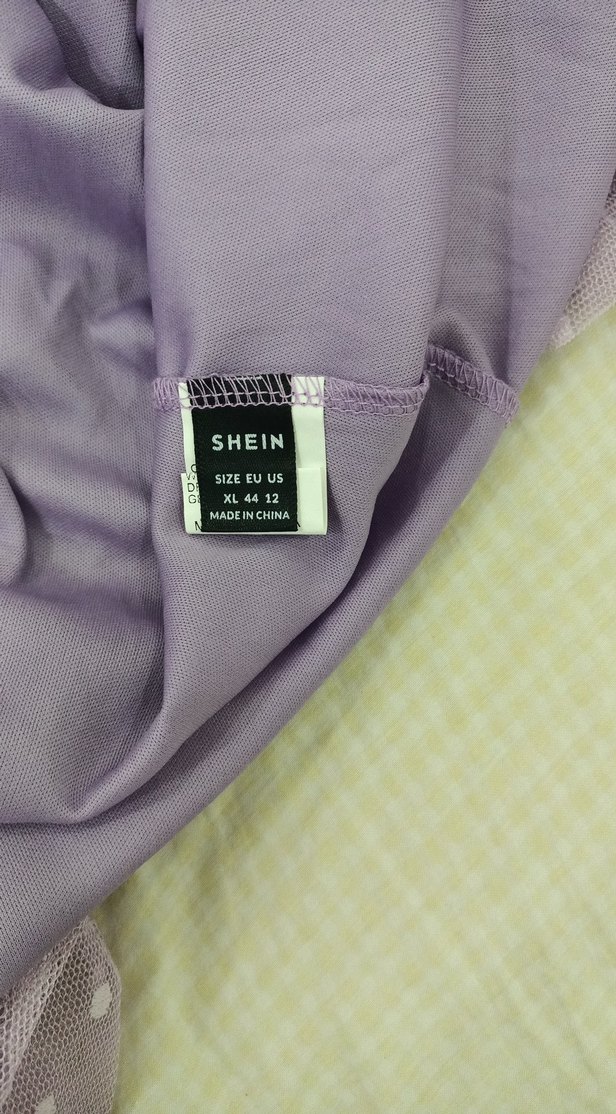 SHEIN
SIZE EU US
XL 44 12
MADE IN CHINA